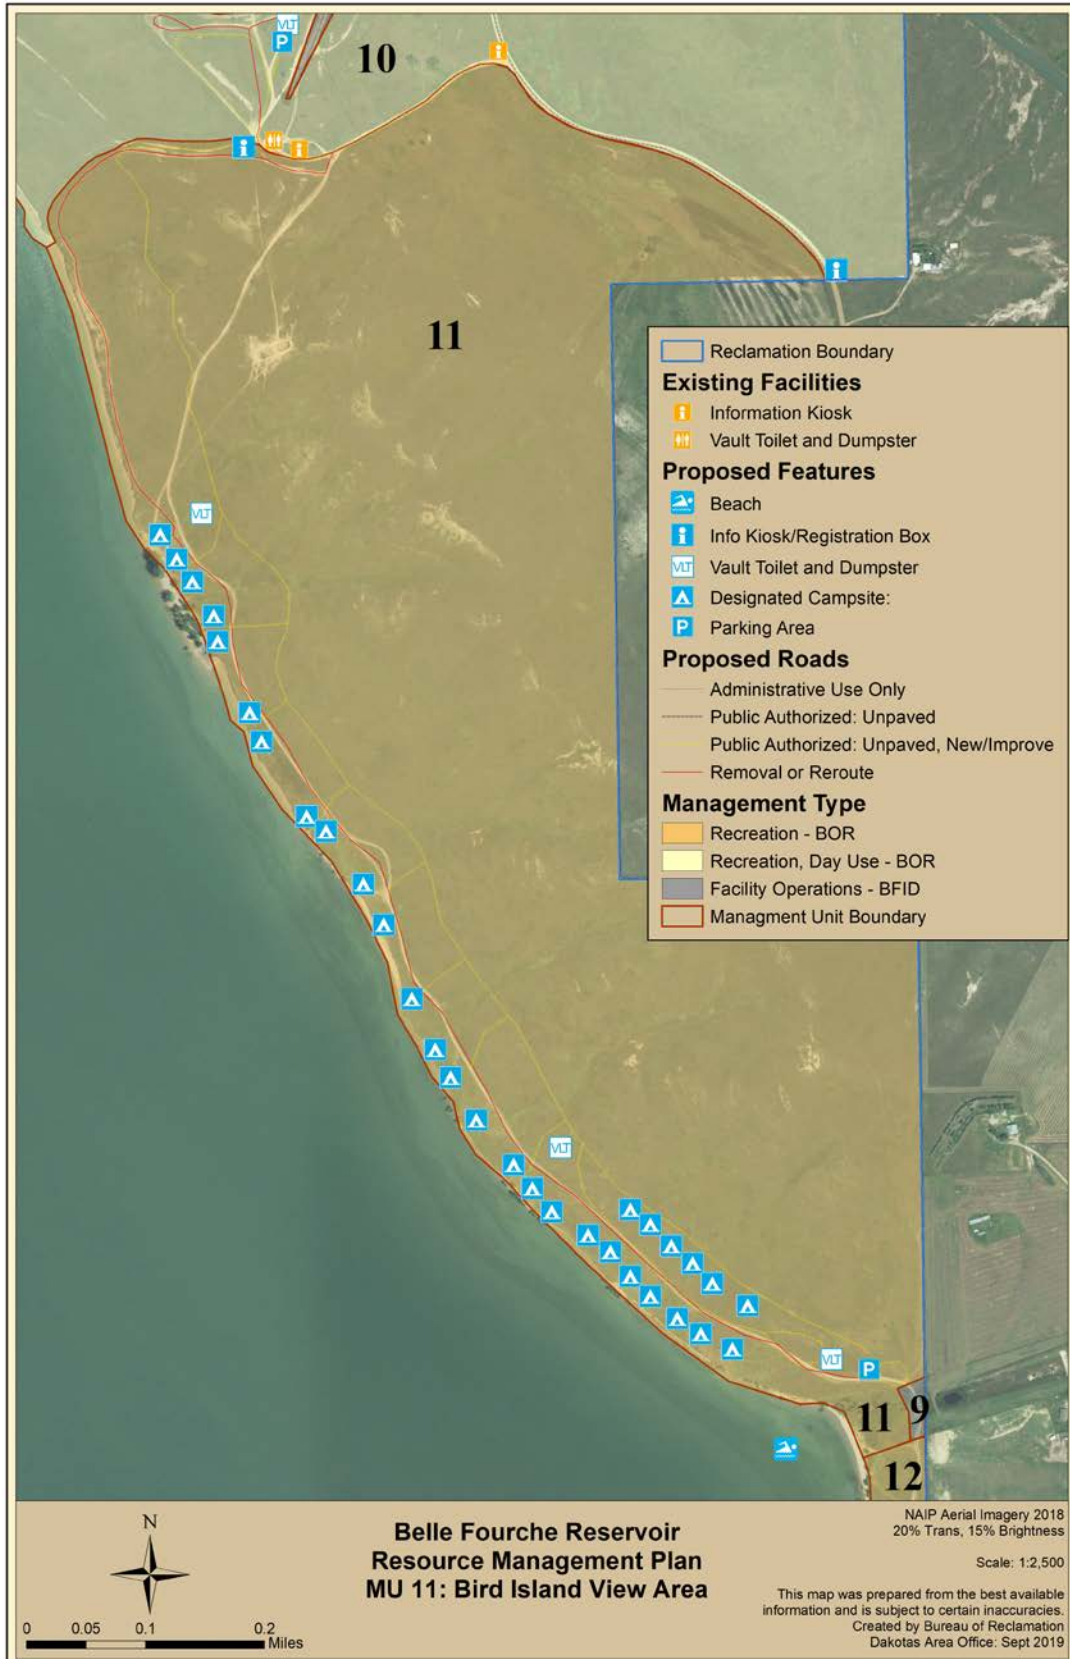 VLT
P
10
11
VLT
Reclamation Boundary
Existing Facilities
Information Kiosk
Vault Toilet and Dumpster
Proposed Features
Beach
Info Kiosk/Registration Box
VLT Vault Toilet and Dumpster
Designated Campsite:
P Parking Area
Proposed Roads
Administrative Use Only
Public Authorized: Unpaved
Public Authorized: Unpaved, New/Improve
Removal or Reroute
Management Type
Recreation - BOR
Recreation, Day Use - BOR
Facility Operations - BFID
Managment Unit Boundary
VLT
VLT
P
11
9
12
N
0 0.05 0.1 0.2
Miles
Belle Fourche Reservoir
Resource Management Plan
MU 11: Bird Island View Area
NAIP Aerial Imagery 2018
20% Trans, 15% Brightness
Scale: 1:2,500
This map was prepared from the best available
information and is subject to certain inaccuracies.
Created by Bureau of Reclamation
Dakotas Area Office: Sept 2019